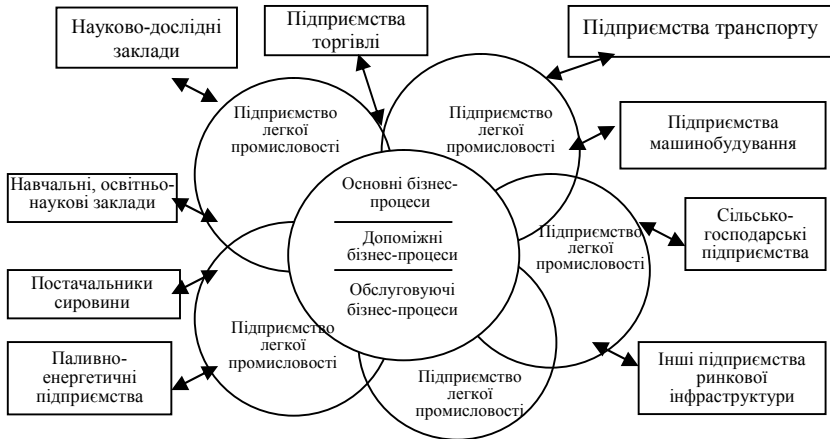 Науково-дослідні
заклади
Підприємства
торгівлі
Підприємства транспорту
Підприємство
легкої
промисловості
Підприємство
легкої
промисловості
Підприємства
машинобудування
Навчальні, освітньо-
наукові заклади
Основні бізнес-
процеси
Допоміжні
бізнес-процеси
Обслуговуючі
бізнес-процеси
Підприємство
легкої
промисловості
Сільсько-
господарські
підприємства
Постачальники
сировини
Підприємство
легкої
промисловості
Паливно-
енергетичні
підприємства
Підприємство
легкої
промисловості
Інші підприємства
ринкової
інфраструктури